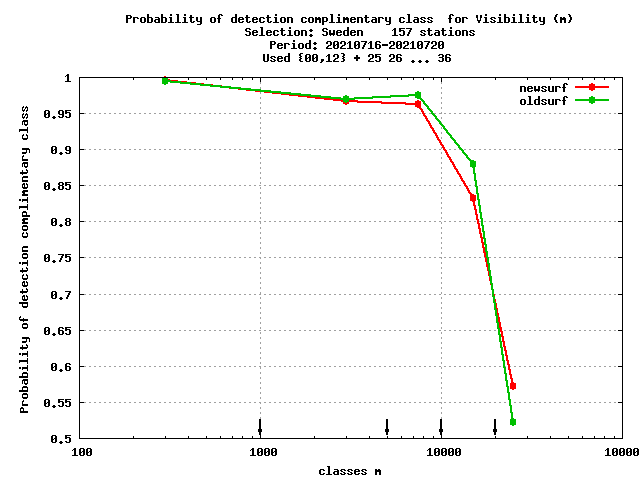 Probability of detection complimentary class  for Visibility (m)
Selection: Sweden    157 stations
Period: 20210716-20210720
Used {00,12} + 25 26 ... 36
newsurf
oldsurf
Probability of detection complimentary class
1
0.95
0.9
0.85
0.8
0.75
0.7
0.65
0.6
0.55
0.5
100 1000 10000 100000
classes m